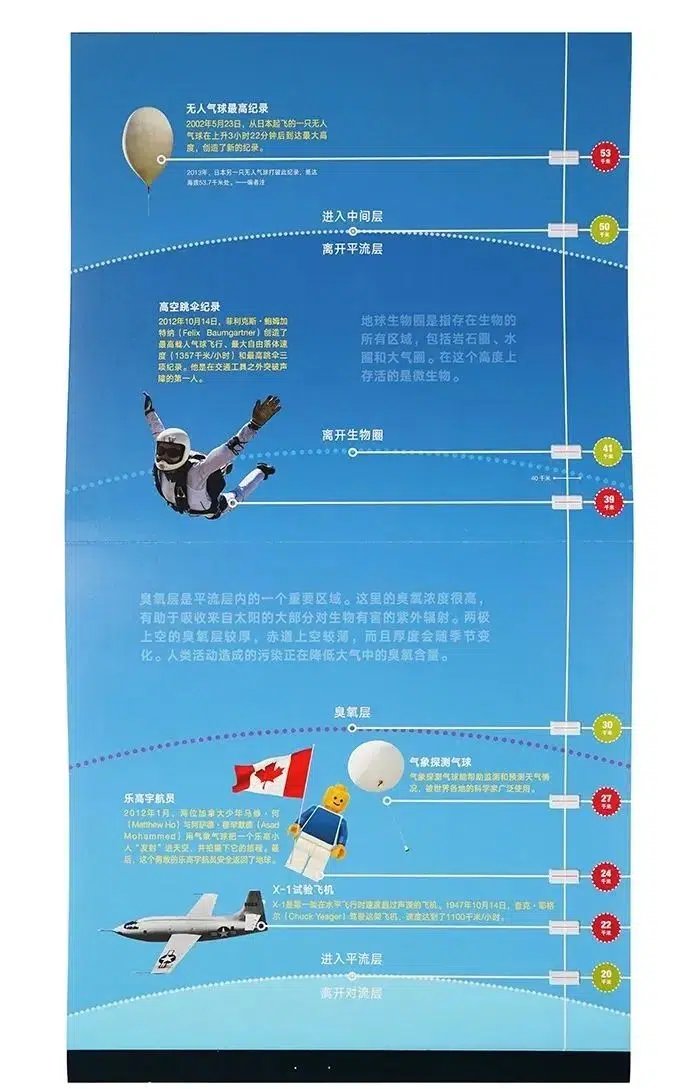 无人气球最高纪录
2002年5月23日，从日本起飞的一只无人
气球在上升3小时22分钟后到达最大高
度，创造了新的纪录。
53
千米
2013年，日本另一只无人气球打破此纪录，抵达
海拔53.7千米处。——编者注
进入中间层
50
千米
离开平流层
高空跳伞纪录
2012年10月14日，菲利克斯·鲍姆加
特纳（Felix Baumgartner）创造了
最高载人气球飞行、最大自由落体速
度（1357千米/小时）和最高跳伞三
项纪录。他是在交通工具之外突破声
障的第一人。
地球生物圈是指存在生物的
所有区域，包括岩石圈、水
圈和大气圈。在这个高度上
存活的是微生物。
离开生物圈
41
千米
40 千米
39
千米
臭氧层是平流层内的一个重要区域。这里的臭氧浓度很高，
有助于吸收来自太阳的大部分对生物有害的紫外辐射。两极
上空的臭氧层较厚，赤道上空较薄，而且厚度会随季节变
化。人类活动造成的污染正在降低大气中的臭氧含量。
臭氧层
30
千米
气象探测气球
气象探测气球能帮助监测和预测天气情
况，被世界各地的科学家广泛使用。
27
千米
乐高宇航员
2012年1月，两位加拿大少年马修·何
（Matthew Ho）与阿萨德·穆罕默德（Asad
Mohammed）用气象气球把一个乐高小
人“发射”进天空，并拍摄下它的旅程。最
后，这个勇敢的乐高宇航员安全返回了地球。
24
千米
X-1试验飞机
X-1是第一架在水平飞行时速度超过声速的飞机。1947年10月14日，查克·耶格
尔（Chuck Yeager）驾驶这架飞机，速度达到了1100千米/小时。
22
千米
进入平流层
20
千米
离开对流层